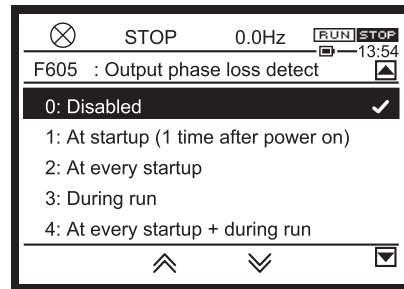 STOP 0.0Hz RUN STOP
13:54
F605 : Output phase loss detect
0: Disabled
1: At startup (1 time after power on)
2: At every startup
3: During run
4: At every startup + during run